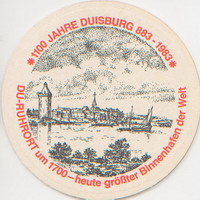 *1100 JAHRE DUISBURG 883-1983*
DU-RUHRORT um 1700 – heute größter Binnenhafen der Welt